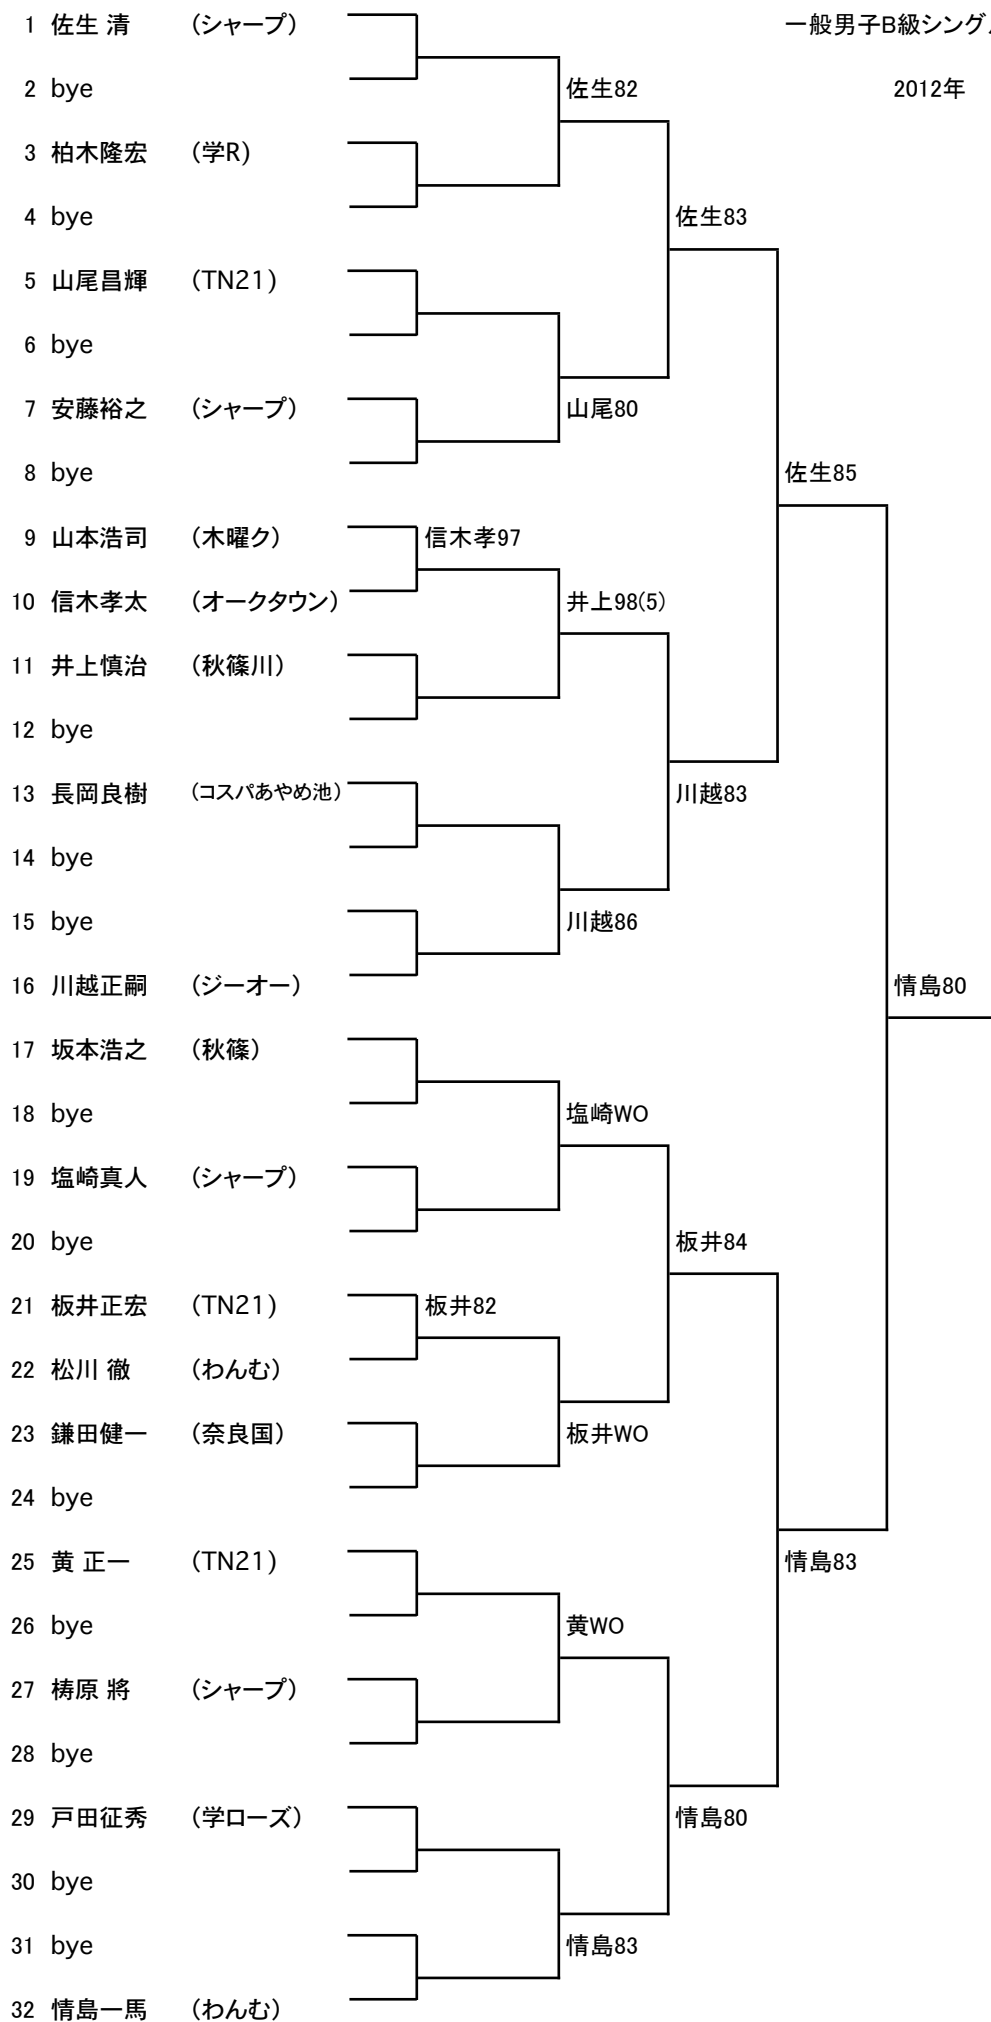 1 佐生 清 (シャープ) 一般男子B級シングル
2 bye 佐生82 2012年
3 柏木隆宏 (学R)
4 bye 佐生83
5 山尾昌輝 (TN21)
6 bye
7 安藤裕之 (シャープ) 山尾80
8 bye 佐生85
9 山本浩司 (木曜ク) 信木孝97
10 信木孝太 (オークタウン) 井上98(5)
11 井上慎治 (秋篠川)
12 bye
13 長岡良樹 (コスパあやめ池) 川越83
14 bye
15 bye 川越86
16 川越正嗣 (ジーオー) 情島80
17 坂本浩之 (秋篠)
18 bye 塩崎WO
19 塩崎真人 (シャープ)
20 bye 板井84
21 板井正宏 (TN21) 板井82
22 松川 徹 (わんむ)
23 鎌田健一 (奈良国) 板井WO
24 bye
25 黄 正一 (TN21) 情島83
26 bye 黄WO
27 梼原 將 (シャープ)
28 bye
29 戸田征秀 (学ローズ) 情島80
30 bye
31 bye 情島83
32 情島一馬 (わんむ)